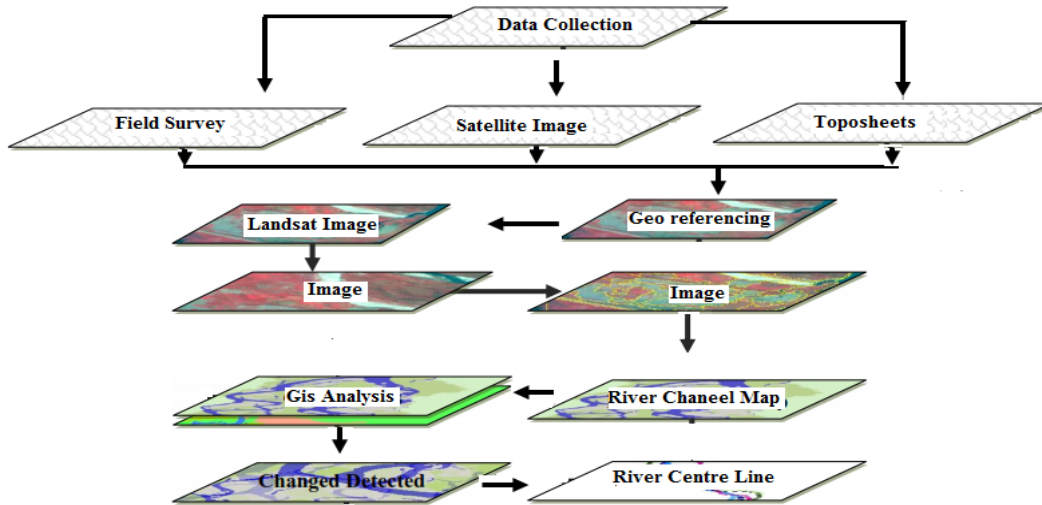 Data Collection
Field Survey
Satellite Image
Toposheets
Landsat Image
Geo referencing
Image
Image
Gis Analysis
River Chaneel Map
Changed Detected
River Centre Line